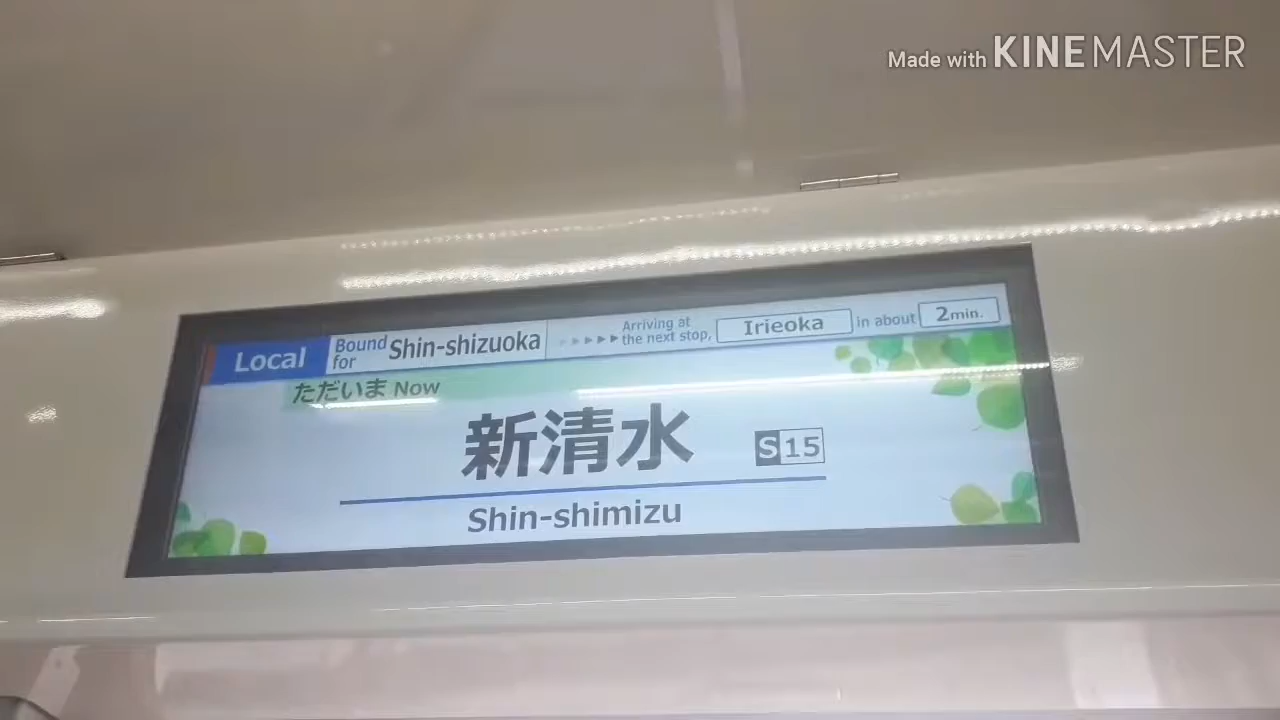 Made with KINEMASTER
Local Bound for Shin-shizuoka ▶▶▶▶▶ Arriving at the next stop, Irieoka in about 2min.
ただいま Now
新清水 S15
Shin-shimizu